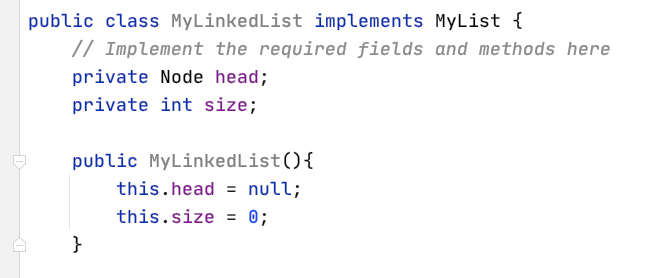 public class MyLinkedList implements MyList {
// Implement the required fields and methods here
private Node head;
private int size;
public MyLinkedList(){
this.head = null;
this.size = 0;
}